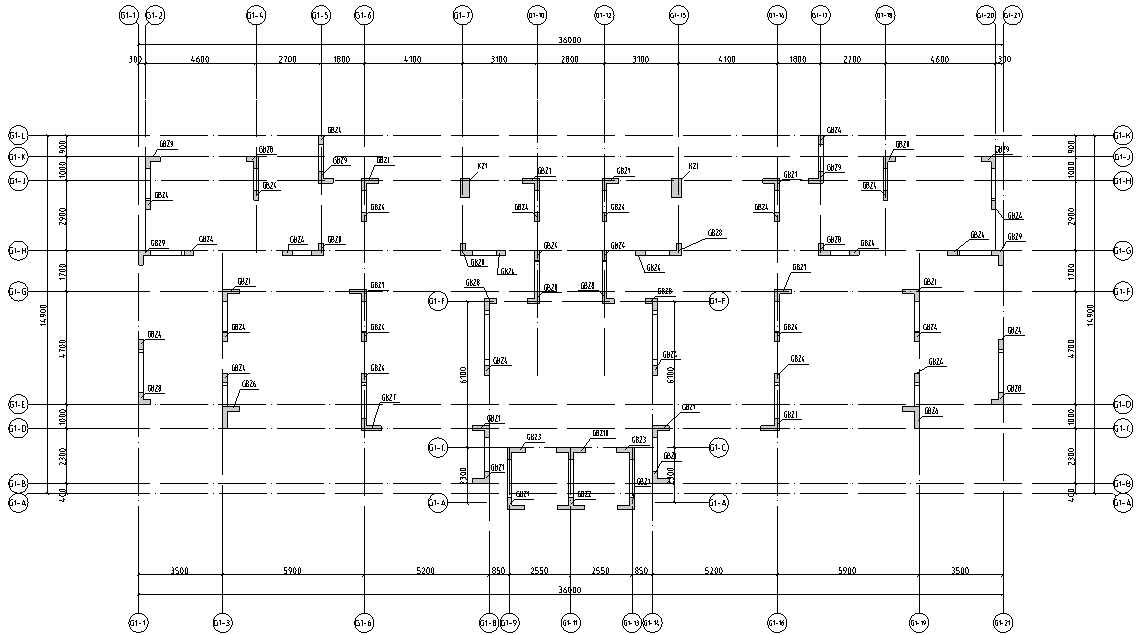 G1-1 G1-2 G1-4 G1-5 G1-6 G1-7 G1-10 G1-12 G1-15 G1-16 G1-17 G1-18 G1-20 G1-21
36000
300 4600 2700 1800 4100 3100 2800 3100 4100 1800 2700 4600 300
GBZ4 GBZ4
G1-L G1-K
900 900
GBZ9 GBZ8 GBZ8 GBZ9
G1-K G1-J
1000 GBZ9 GBZ1 KZ1 GBZ1 GBZ1 KZ1 GBZ1 GBZ9 1000
G1-J G1-H
GBZ4 GBZ4 GBZ4
2900 GBZ4 GBZ4 GBZ4 GBZ4 GBZ4 GBZ4 2900
GBZ9 GBZ4 GBZ4 GBZ8 GBZ4 GBZ4 GBZ8 GBZ8 GBZ4 GBZ4 GBZ9
G1-H G1-G
GBZ8 GBZ4 GBZ4
1700 1700
GBZ1 GBZ1 GBZ8 GBZ8 GBZ8 GBZ8 GBZ1 GBZ1
G1-G G1-F
G1-F G1-F
14900 14900
GBZ4 GBZ4 GBZ4 GBZ4 GBZ4 GBZ4
4700 4700
GBZ4 GBZ4 GBZ4 GBZ4 GBZ4 GBZ4
6100 6100
GBZ8 GBZ6 GBZ8
G1-E G1-D
1000 GBZ7 GBZ1 GBZ1 GBZ1 GBZ6 1000
G1-D G1-C
GBZ3 GBZ10 GBZ3
G1-C G1-C
2300 2300
GBZ1 GBZ1
2300
G1-B G1-B
400 GBZ1 GBZ2 GBZ1 400
G1-A G1-A G1-A G1-A
3500 5900 5200 850 2550 2550 850 5200 5900 3500
36000
G1-1 G1-3 G1-6 G1-8 G1-9 G1-11 G1-13 G1-14 G1-16 G1-19 G1-21